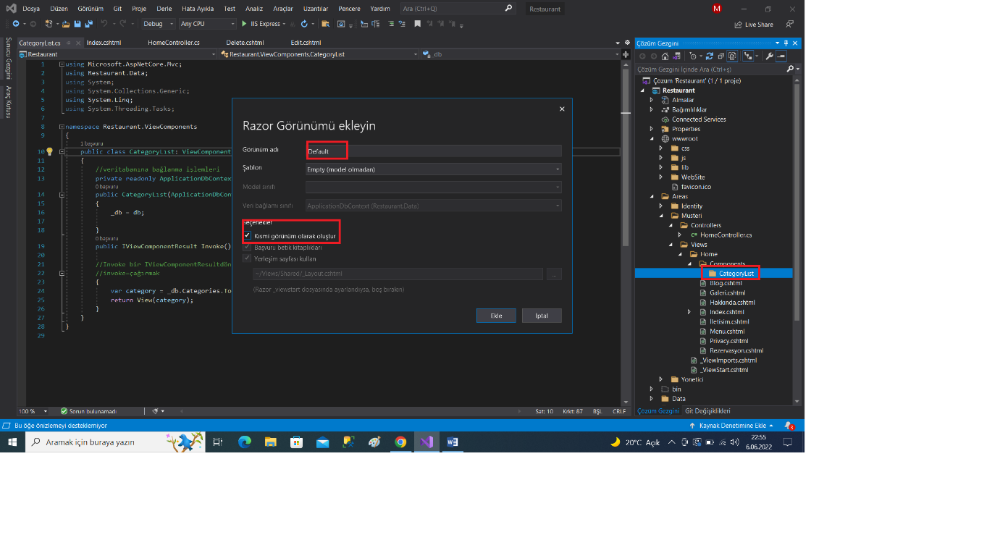 Dosya Düzen Görünüm Git Proje Derle Hata Ayıkla Test Analiz Araçlar Uzantılar Pencere Yardım Ara (Ctrl+Q) Restaurant M
Debug Any CPU IIS Express Live Share
Sunucu Gezgini
Araç Kutusu
CategoryList.cs Index.cshtml HomeController.cs Delete.cshtml Edit.cshtml
Restaurant Restaurant.ViewComponents.CategoryList _db
1 using Microsoft.AspNetCore.Mvc;
2 using Restaurant.Data;
3 using System;
4 using System.Collections.Generic;
5 using System.Linq;
6 using System.Threading.Tasks;
7
8 namespace Restaurant.ViewComponents
9 {
1 başvuru
10 public class CategoryList: ViewComponent
11 {
12 //veritabanına bağlanma işlemleri
13 private readonly ApplicationDbContex
0 başvuru
14 public CategoryList(ApplicationDbCon
15 {
16 _db = db;
17
18 }
0 başvuru
19 public IViewComponentResult Invoke()
20
21 //Invoke bir IViewComponentResultdön
22 //invoke=çağırmak
23 {
24 var category = _db.Categories.To
25 return View(category);
26 }
27 }
28 }
29
Razor Görünümü ekleyin
Görünüm adı Default
Şablon Empty (model olmadan)
Model sınıfı
Veri bağlamı sınıfı ApplicationDbContext (Restaurant.Data)
Seçenekler
Kısmi görünüm olarak oluştur
Başvuru betik kitaplıkları
Yerleşim sayfası kullan
~/Views/Shared/_Layout.cshtml ...
(Razor _viewstart dosyasında ayarlandıysa, boş bırakın)
Ekle İptal
Çözüm Gezgini
Çözüm Gezgini İçinde Ara (Ctrl+ş)
Çözüm 'Restaurant' (1 / 1 proje)
Restaurant
Almalar
Bağımlılıklar
Connected Services
Properties
wwwroot
css
js
lib
WebSite
favicon.ico
Areas
Identity
Musteri
Controllers
HomeController.cs
Views
Home
Components
CategoryList
Blog.cshtml
Galeri.cshtml
Hakkında.cshtml
Index.cshtml
Iletisim.cshtml
Menu.cshtml
Privacy.cshtml
Rezervasyon.cshtml
_ViewImports.cshtml
_ViewStart.cshtml
Yonetici
bin
Data
100 % Sorun bulunamadı Sat: 10 Krkt: 87 BŞL CRLF
Çözüm Gezgini Git Değişiklikleri
Bu öğe önizlemeyi desteklemiyor Kaynak Denetimine Ekle 3
Aramak için buraya yazın 20°C Açık 22:55
6.06.2022